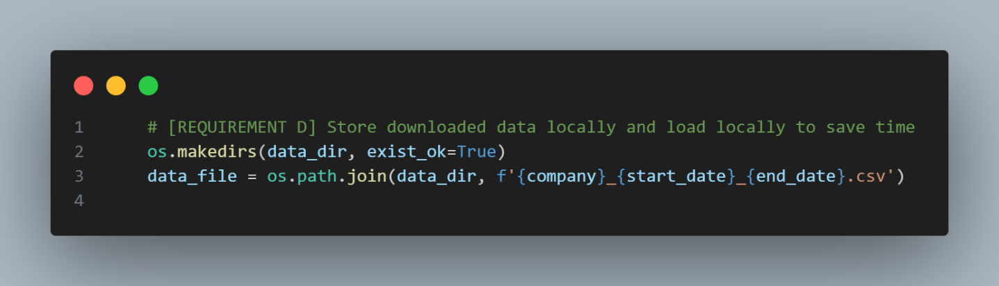 1 # [REQUIREMENT D] Store downloaded data locally and load locally to save time
2 os.makedirs(data_dir, exist_ok=True)
3 data_file = os.path.join(data_dir, f'{company}_{start_date}_{end_date}.csv')
4